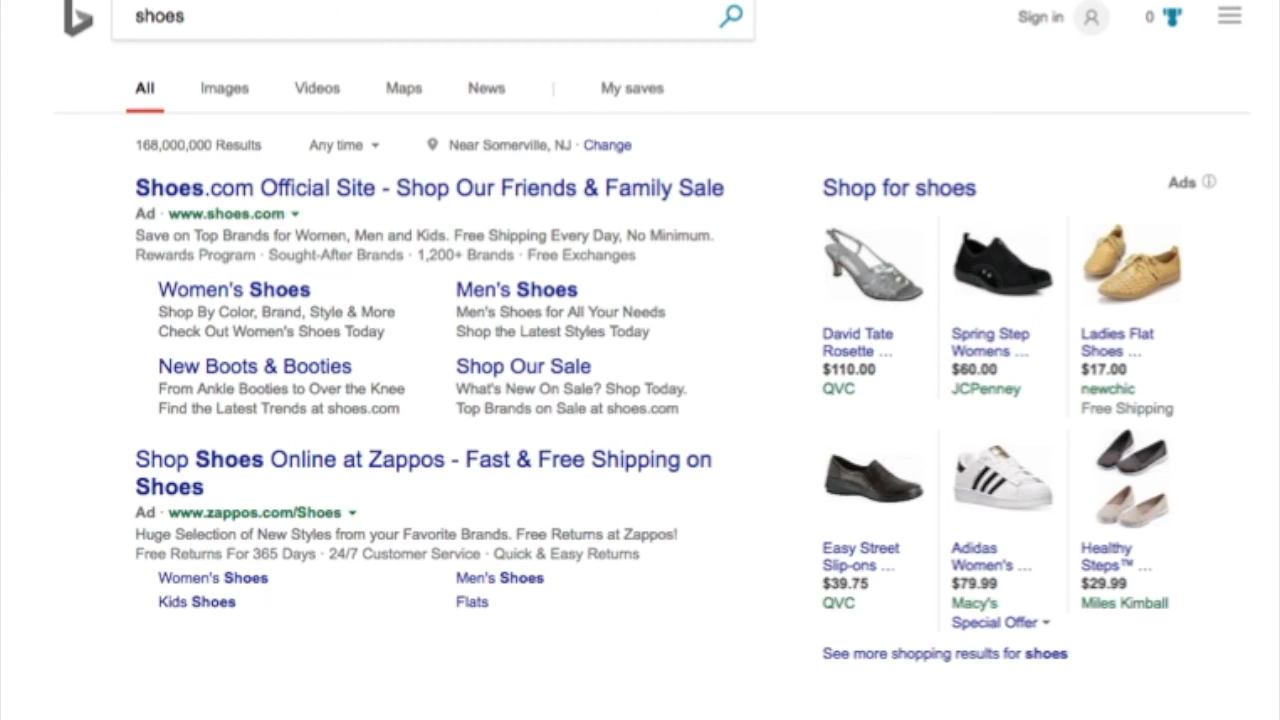 shoes
Sign in
0
All
Images
Videos
Maps
News
|
My saves
168,000,000 Results
Any time
Near Somerville, NJ · Change
Shoes.com Official Site - Shop Our Friends & Family Sale
Ad · www.shoes.com
Save on Top Brands for Women, Men and Kids. Free Shipping Every Day, No Minimum.
Rewards Program · Sought-After Brands · 1,200+ Brands · Free Exchanges
Women's Shoes
Shop By Color, Brand, Style & More
Check Out Women's Shoes Today
Men's Shoes
Men's Shoes for All Your Needs
Shop the Latest Styles Today
New Boots & Booties
From Ankle Booties to Over the Knee
Find the Latest Trends at shoes.com
Shop Our Sale
What's New On Sale? Shop Today.
Top Brands on Sale at shoes.com
Shop Shoes Online at Zappos - Fast & Free Shipping on
Shoes
Ad · www.zappos.com/Shoes
Huge Selection of New Styles from your Favorite Brands. Free Returns at Zappos!
Free Returns For 365 Days · 24/7 Customer Service · Quick & Easy Returns
Women's Shoes
Men's Shoes
Kids Shoes
Flats
Shop for shoes
Ads
David Tate
Rosette ...
$110.00
QVC
Spring Step
Womens ...
$60.00
JCPenney
Ladies Flat
Shoes ...
$17.00
newchic
Free Shipping
Easy Street
Slip-ons ...
$39.75
QVC
Adidas
Women's ...
$79.99
Macy's
Special Offer
Healthy
Steps™ ...
$29.99
Miles Kimball
See more shopping results for shoes